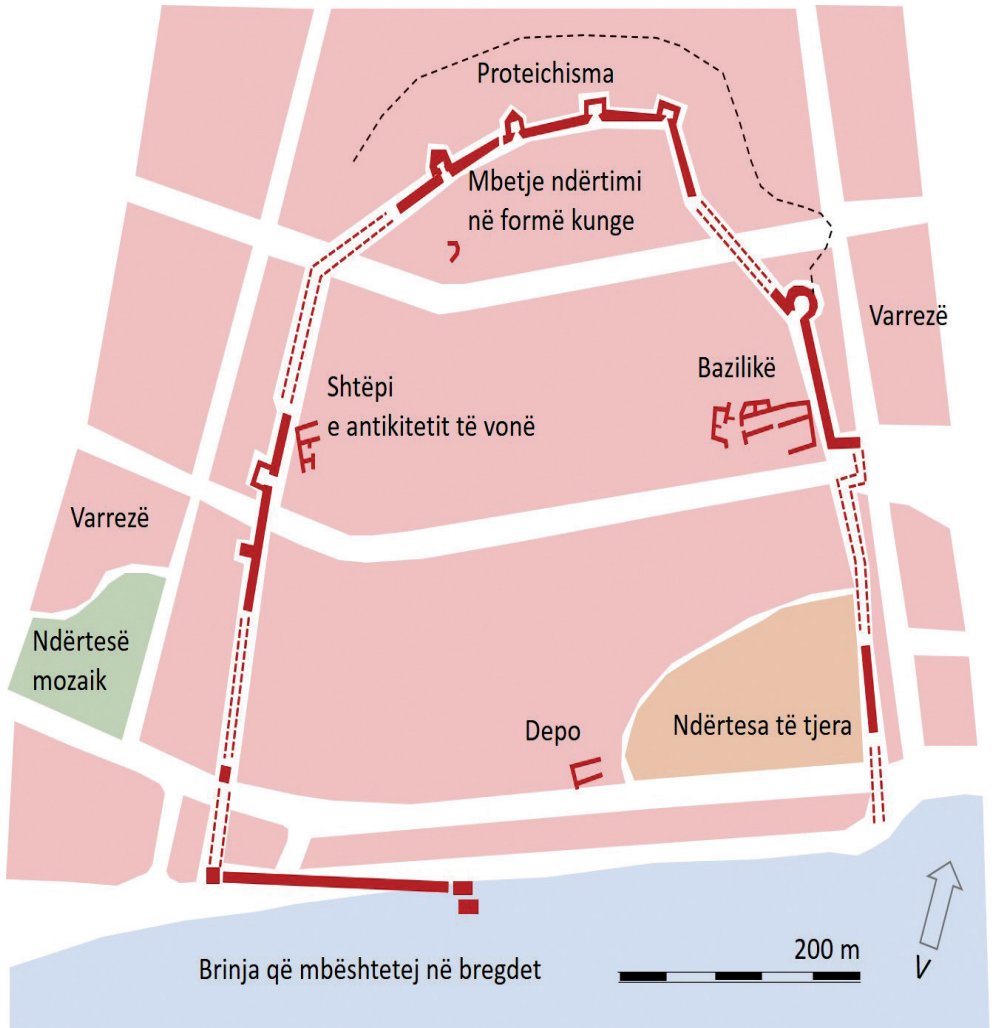 Proteichisma
Mbetje ndërtimi
në formë kunge
Varrezë
Bazilikë
Shtëpi
e antikitetit të vonë
Varrezë
Ndërtesë
mozaik
Depo
Ndërtesa të tjera
200 m
Brinja që mbështetej në bregdet
V